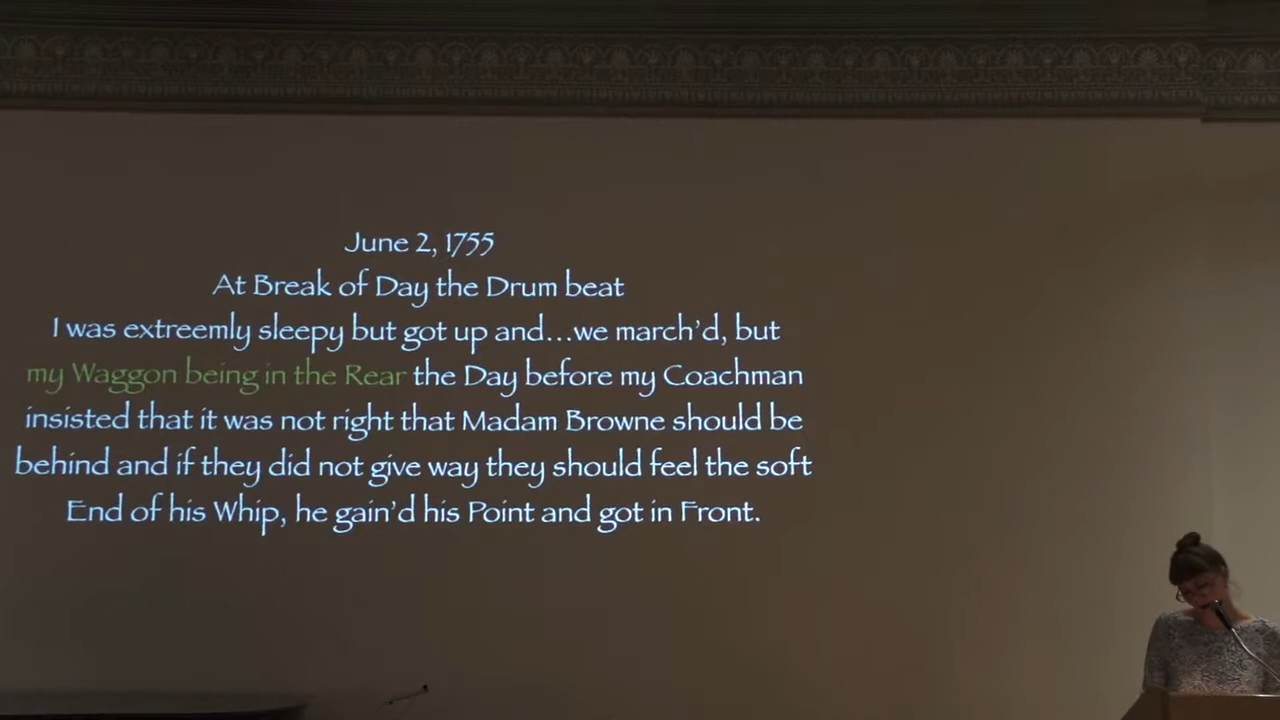 June 2, 1755
At Break of Day the Drum beat
I was extreemly sleepy but got up and...we march'd, but
my Waggon being in the Rear the Day before my Coachman
insisted that it was not right that Madam Browne should be
behind and if they did not give way they should feel the soft
End of his Whip, he gain'd his Point and got in Front.